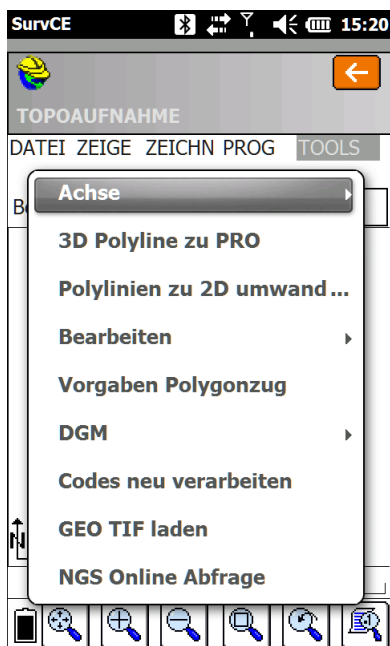 SurvCE 15:20
TOPOAUFNAHME
DATEI ZEIGE ZEICHN PROG TOOLS
Achse
3D Polyline zu PRO
Polylinien zu 2D umwand...
Bearbeiten
Vorgaben Polygonzug
DGM
Codes neu verarbeiten
GEO TIF laden
N
NGS Online Abfrage